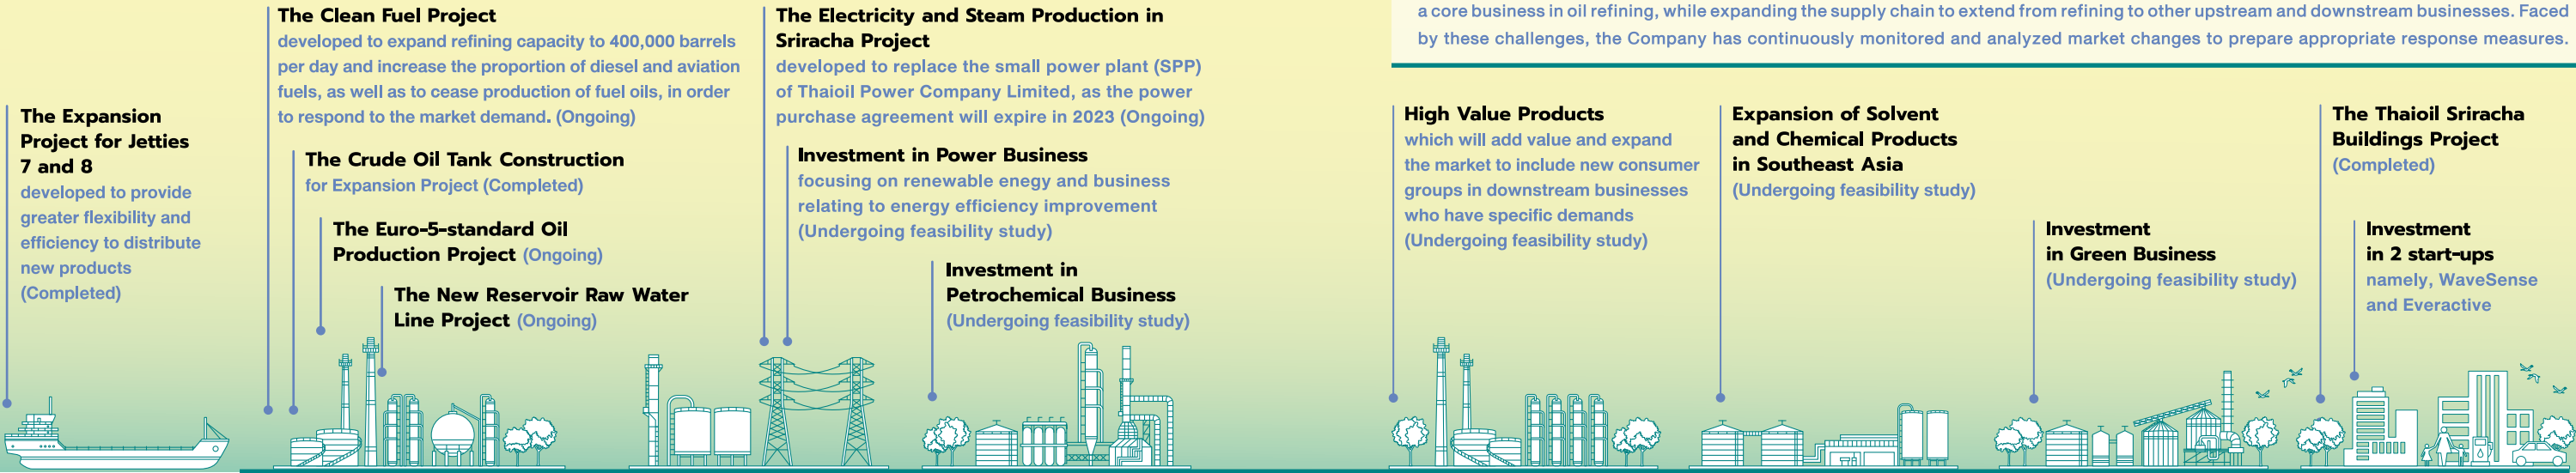 The Expansion
Project for Jetties
7 and 8
developed to provide
greater flexibility and
efficiency to distribute
new products
(Completed)
The Clean Fuel Project
developed to expand refining capacity to 400,000 barrels
per day and increase the proportion of diesel and aviation
fuels, as well as to cease production of fuel oils, in order
to respond to the market demand. (Ongoing)
The Crude Oil Tank Construction
for Expansion Project (Completed)
The Euro-5-standard Oil
Production Project (Ongoing)
The New Reservoir Raw Water
Line Project (Ongoing)
The Electricity and Steam Production in
Sriracha Project
developed to replace the small power plant (SPP)
of Thaioil Power Company Limited, as the power
purchase agreement will expire in 2023 (Ongoing)
Investment in Power Business
focusing on renewable enegy and business
relating to energy efficiency improvement
(Undergoing feasibility study)
Investment in
Petrochemical Business
(Undergoing feasibility study)
a core business in oil refining, while expanding the supply chain to extend from refining to other upstream and downstream businesses. Faced
by these challenges, the Company has continuously monitored and analyzed market changes to prepare appropriate response measures.
High Value Products
which will add value and expand
the market to include new consumer
groups in downstream businesses
who have specific demands
(Undergoing feasibility study)
Expansion of Solvent
and Chemical Products
in Southeast Asia
(Undergoing feasibility study)
Investment
in Green Business
(Undergoing feasibility study)
The Thaioil Sriracha
Buildings Project
(Completed)
Investment
in 2 start-ups
namely, WaveSense
and Everactive